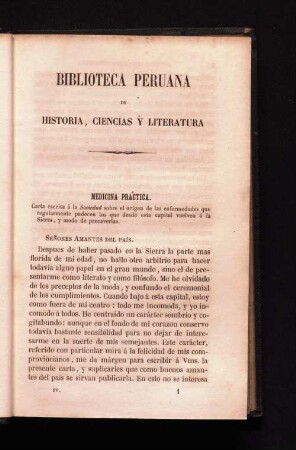 BIBLIOTECA PERUANA
DE
HISTORIA, CIENCIAS Y LITERATURA
MEDICINA PRÁCTICA.
Carta escrita á la Sociedad sobre el orígen de las enfermedades que
regularmente padecen los que desde esta capital vuelven á la
Sierra, y modo de precaverlas.
SEÑORES AMANTES DEL PAIS.
Despues de haber pasado en la Sierra la parte mas
florida de mi edad, no hallo otro arbitrio para hacer
todavía algun papel en el gran mundo, sino el de pre-
sentarme como literato y como filósofo. Me he olvidado
de los preceptos de la moda, y confundo el ceremonial
de los cumplimientos. Cuando bajo á esta capital, estoy
como fuera de mi centro: todo me incomoda, y yo in-
comodo á todos. He contraido un carácter sombrío y
cogitabundo: aunque en el fondo de mi corazon conservo
todavía bastante sensibilidad para no dejar de intere-
sarme en la suerte de mis semejantes. Este carácter,
referido con particular mira á la felicidad de mis com-
provincianos, me da márgen para escribir á Vms. la
presente carta, y suplicarles que como buenos aman-
tes del pais se sirvan publicarla. En esto no se interesa
IV.
1